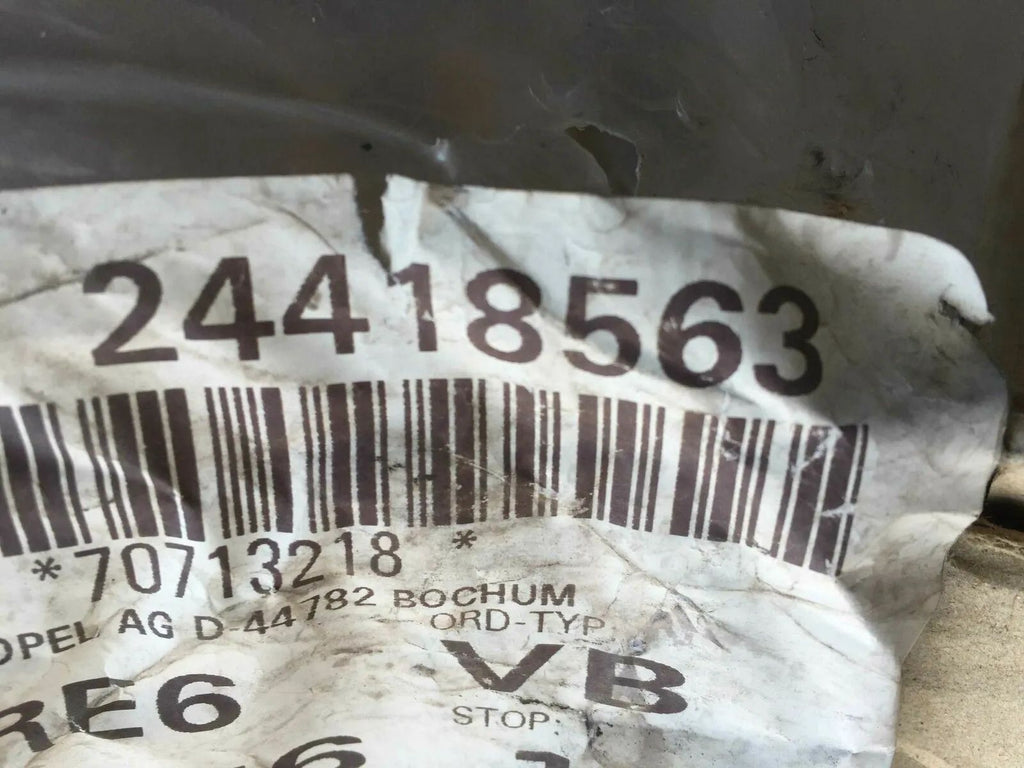 24418563
*70713218 *
OPEL AG D-44782 BOCHUM
ORD-TYP
RE6 VB
STOP